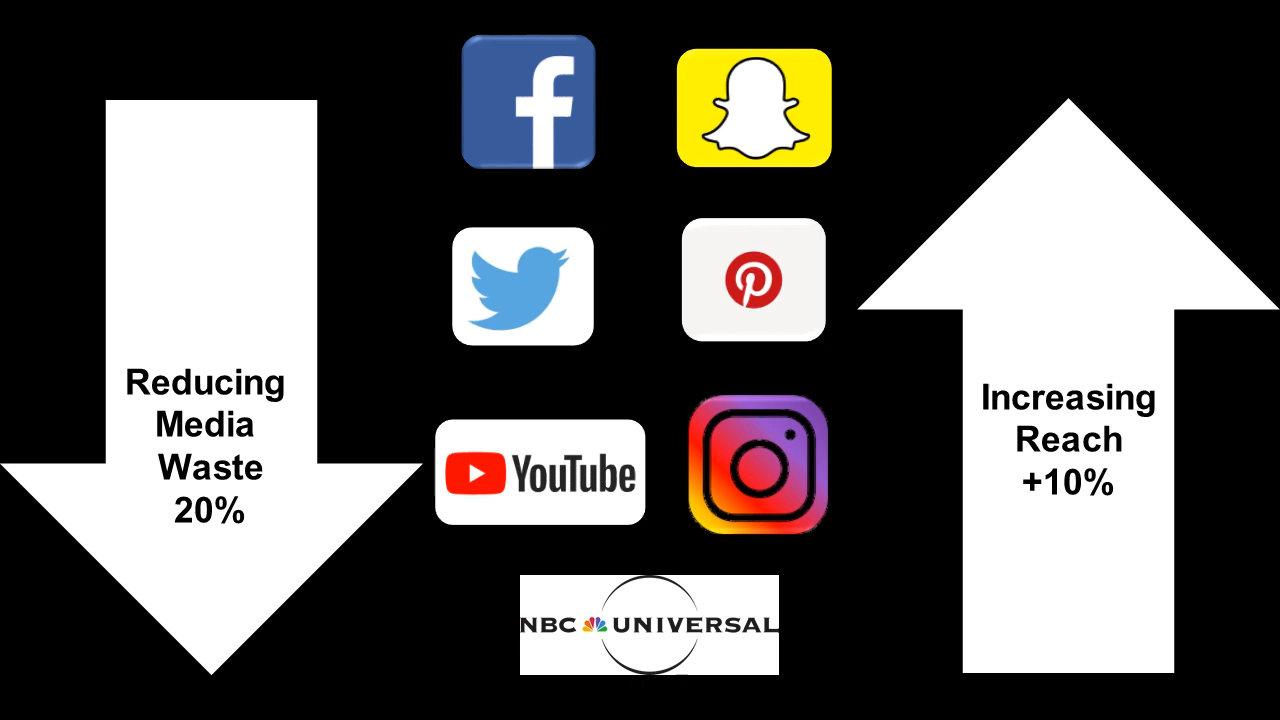 Reducing
Media
Waste
20%
YouTube
NBC UNIVERSAL
Increasing
Reach
+10%